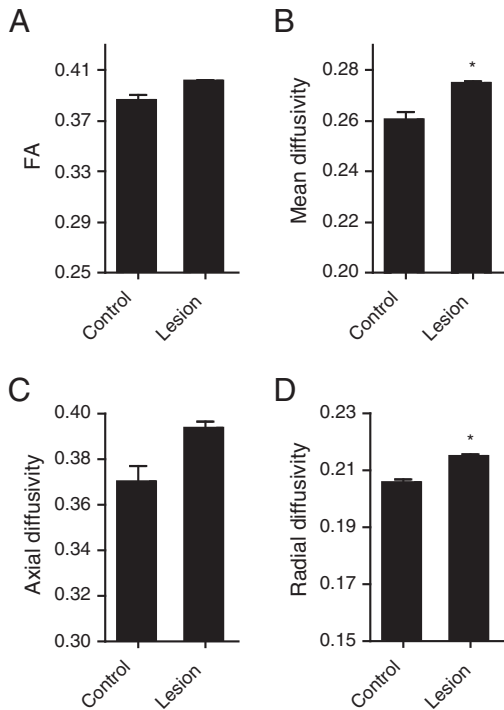 A
FA
0.41
0.37
0.33
0.29
0.25
Control
Lesion
B
Mean diffusivity
0.28
0.26
0.24
0.22
0.20
*
Control
Lesion
C
Axial diffusivity
0.40
0.38
0.36
0.34
0.32
0.30
Control
Lesion
D
Radial diffusivity
0.23
0.21
0.19
0.17
0.15
*
Control
Lesion